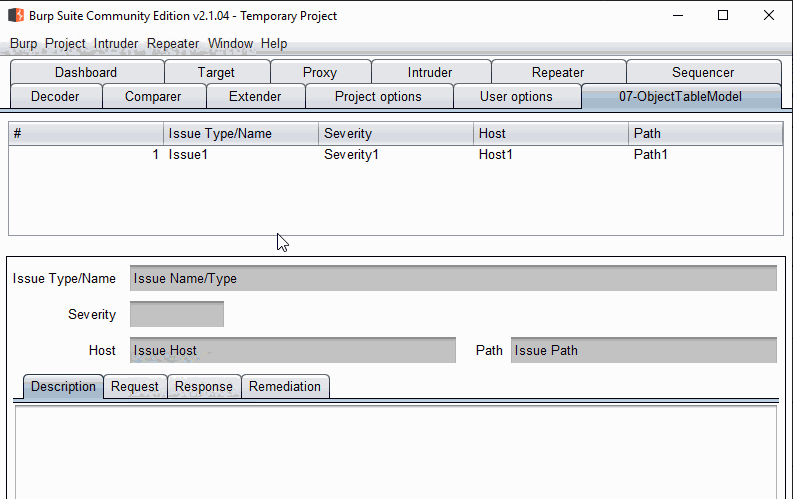 Burp Suite Community Edition v2.1.04 - Temporary Project
Burp Project Intruder Repeater Window Help
Dashboard Target Proxy Intruder Repeater Sequencer
Decoder Comparer Extender Project options User options 07-ObjectTableModel
# Issue Type/Name Severity Host Path
1 Issue1 Severity1 Host1 Path1
Issue Type/Name Issue Name/Type
Severity
Host Issue Host Path Issue Path
Description Request Response Remediation